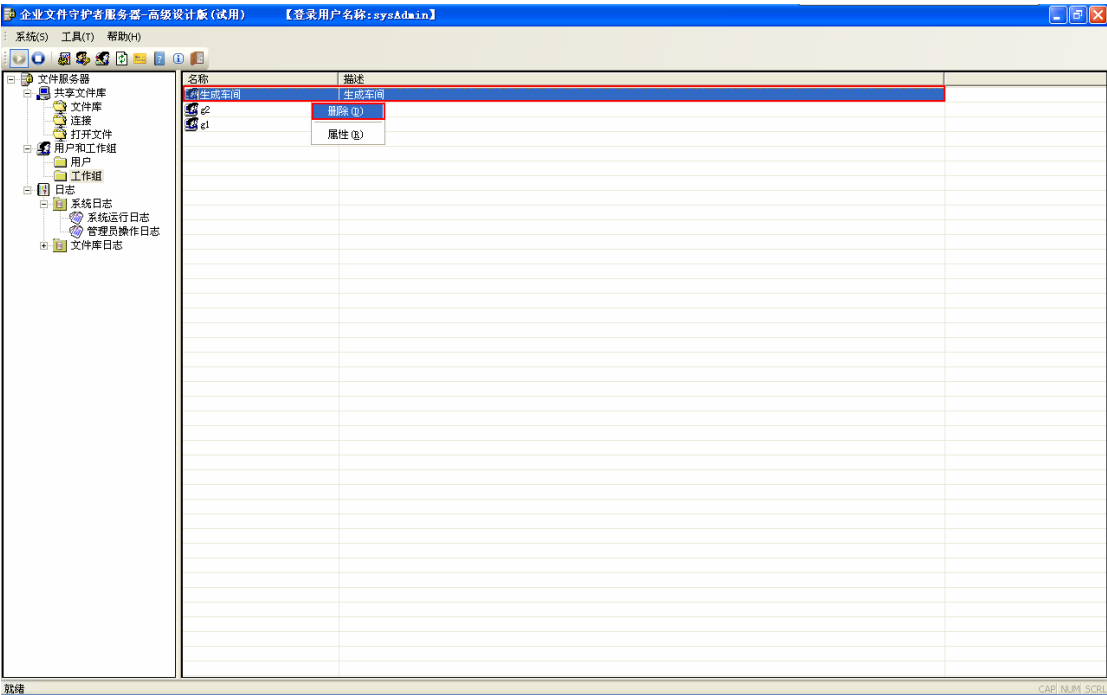 企业文件守护者服务器-高级设计版(试用) 【登录用户名称:sysAdmin】
系统(S) 工具(T) 帮助(H)
文件服务器
共享文件库
文件库
连接
打开文件
用户和工作组
用户
工作组
日志
系统日志
系统运行日志
管理员操作日志
文件库日志
名称 描述
生成车间 生成车间
g2
g1
删除(D)
属性(R)
就绪
CAP NUM SCRL